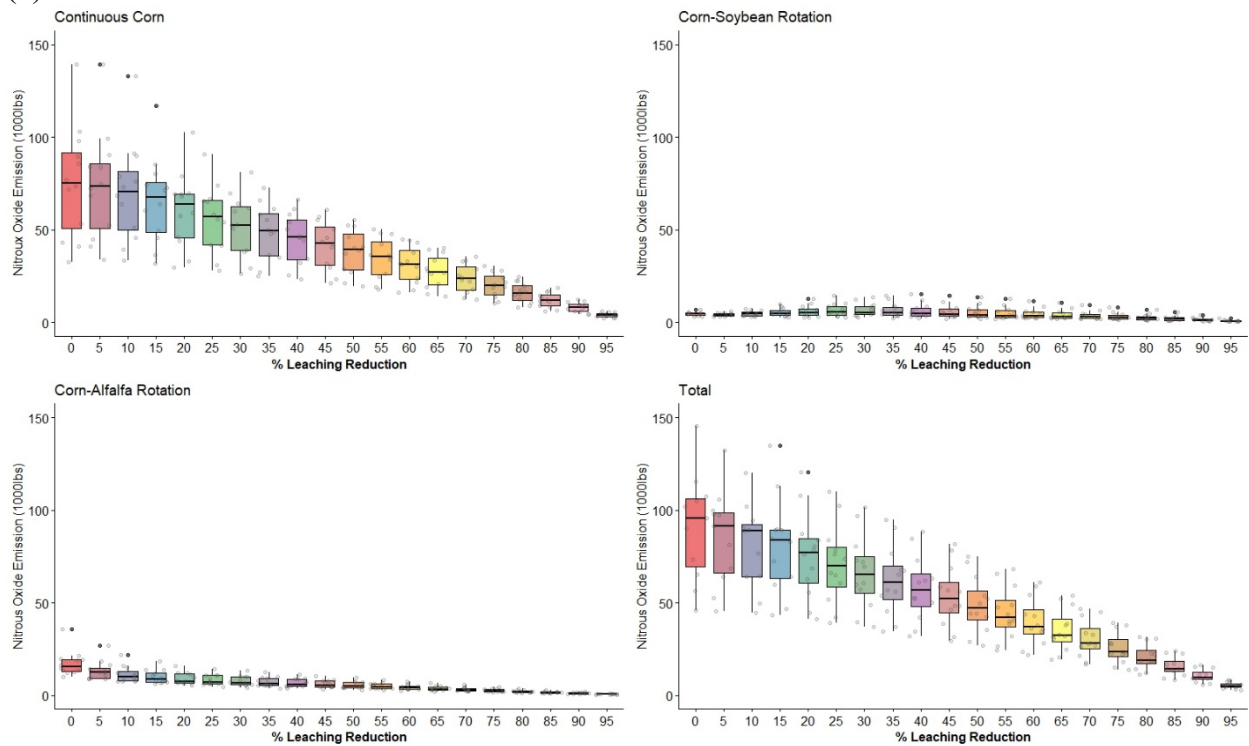 Continuous Corn
Nitroux Oxide Emission (1000lbs)
150
100
50
0
0 5 10 15 20 25 30 35 40 45 50 55 60 65 70 75 80 85 90 95
% Leaching Reduction
Corn-Soybean Rotation
Nitrous Oxide Emission (1000lbs)
150
100
50
0
0 5 10 15 20 25 30 35 40 45 50 55 60 65 70 75 80 85 90 95
% Leaching Reduction
Corn-Alfalfa Rotation
Nitrous Oxide Emission (1000lbs)
150
100
50
0
0 5 10 15 20 25 30 35 40 45 50 55 60 65 70 75 80 85 90 95
% Leaching Reduction
Total
Nitrous Oxide Emission (1000lbs)
150
100
50
0
0 5 10 15 20 25 30 35 40 45 50 55 60 65 70 75 80 85 90 95
% Leaching Reduction